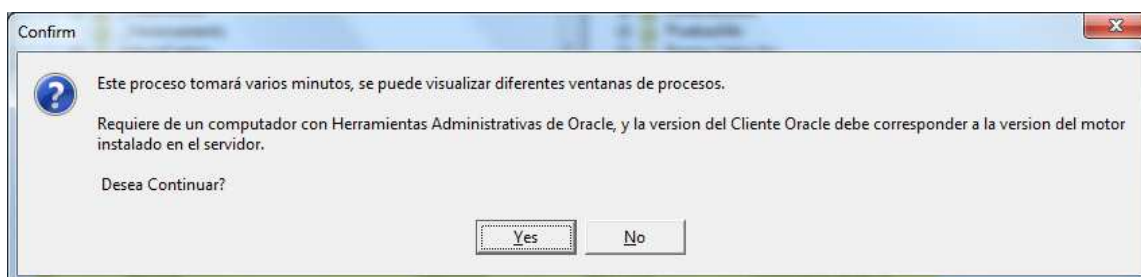 Confirm
Este proceso tomará varios minutos, se puede visualizar diferentes ventanas de procesos.
Requiere de un computador con Herramientas Administrativas de Oracle, y la version del Cliente Oracle debe corresponder a la version del motor
instalado en el servidor.
Desea Continuar?
Yes
No